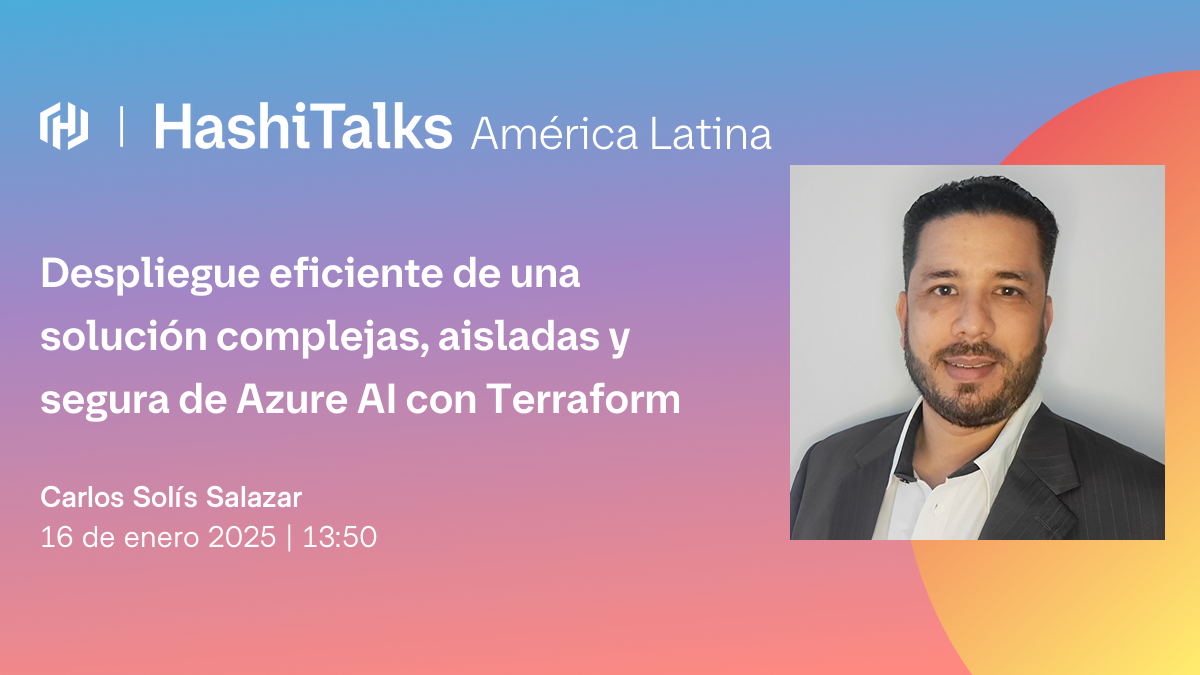 HashiTalks América Latina
Despliegue eficiente de una
solución complejas, aisladas y
segura de Azure AI con Terraform
Carlos Solís Salazar
16 de enero 2025 | 13:50